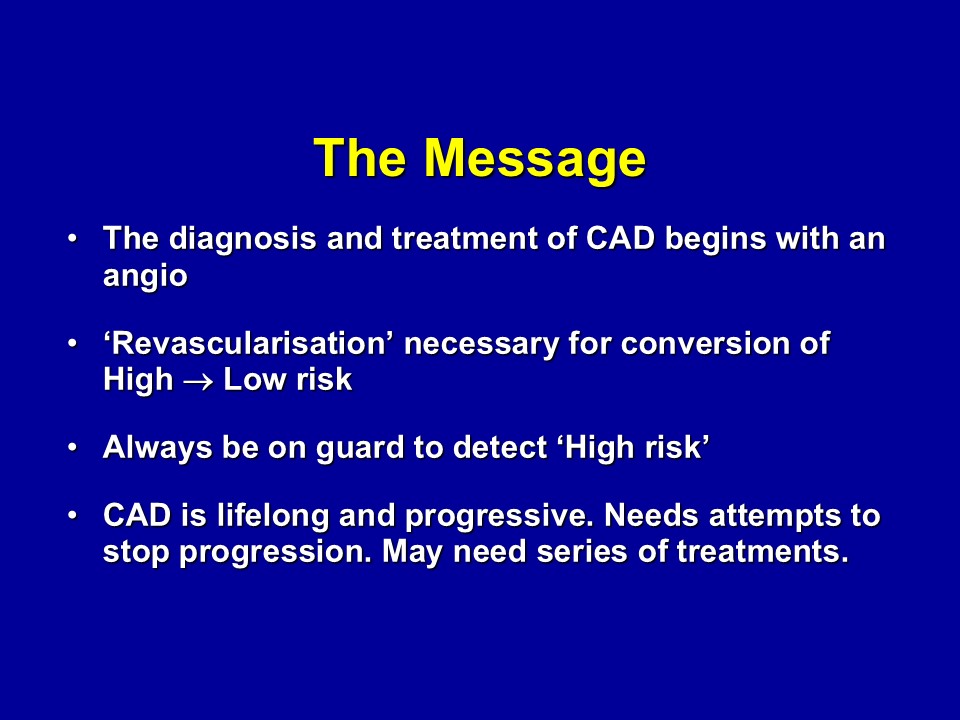 The Message
• The diagnosis and treatment of CAD begins with an
angio
• ‘Revascularisation’ necessary for conversion of
High → Low risk
• Always be on guard to detect ‘High risk’
• CAD is lifelong and progressive. Needs attempts to
stop progression. May need series of treatments.